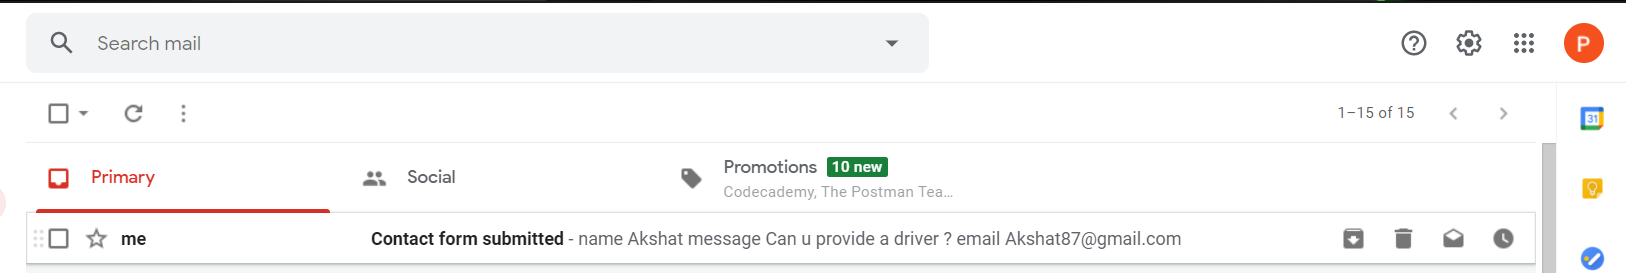 Search mail
P
1–15 of 15
31
Primary
Social
Promotions 10 new
Codecademy, The Postman Tea...
me Contact form submitted - name Akshat message Can u provide a driver ? email Akshat87@gmail.com